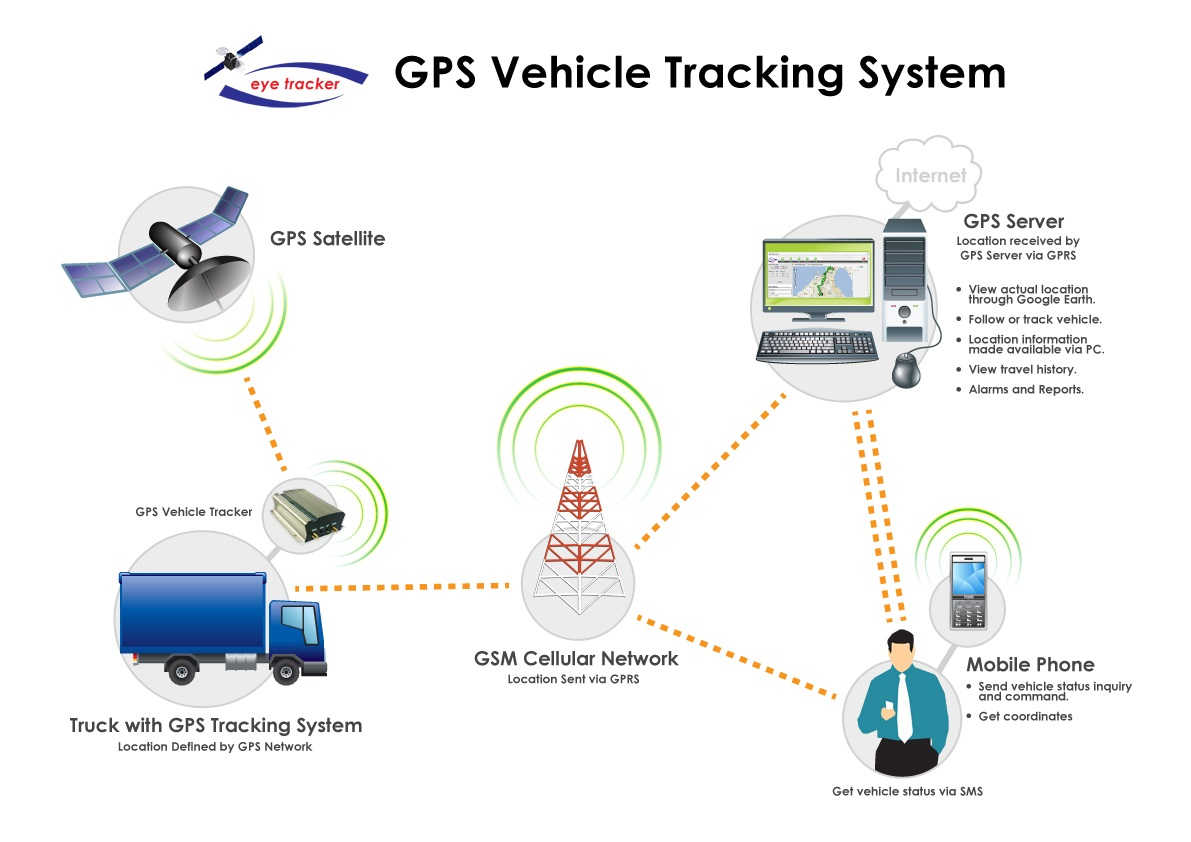 eye tracker
GPS Vehicle Tracking System
Internet
GPS Satellite
GPS Server
Location received by
GPS Server via GPRS
• View actual location
through Google Earth.
• Follow or track vehicle.
• Location information
made available via PC.
• View travel history.
• Alarms and Reports.
GPS Vehicle Tracker
GSM Cellular Network
Location Sent via GPRS
Mobile Phone
• Send vehicle status inquiry
and command.
• Get coordinates
Truck with GPS Tracking System
Location Defined by GPS Network
Get vehicle status via SMS